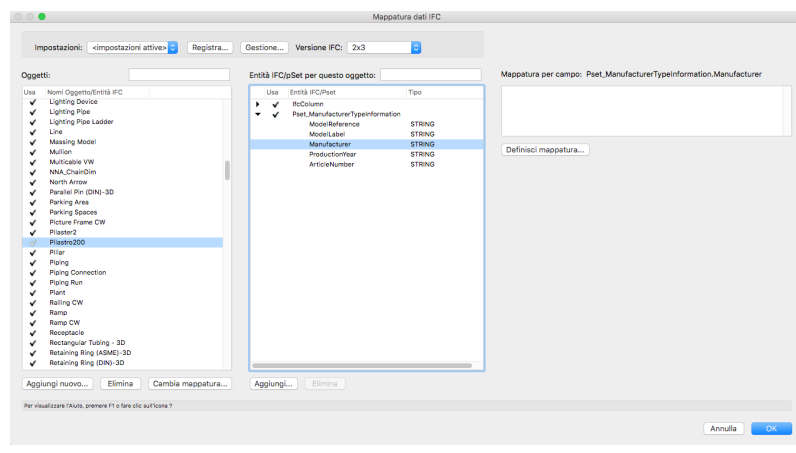 Mappatura dati IFC
Impostazioni: <impostazioni attive> Registra... Gestione... Versione IFC: 2x3
Oggetti:
Usa Nomi Oggetto/Entità IFC
Lighting Device
Lighting Pipe
Lighting Pipe Ladder
Line
Massing Model
Mullion
Multicable VW
NNA_ChainDim
North Arrow
Parallel Pin (DIN)-3D
Parking Area
Parking Spaces
Picture Frame CW
Pilaster2
Pilastro200
Pillar
Piping
Piping Connection
Piping Run
Plant
Railing CW
Ramp
Ramp CW
Receptacle
Rectangular Tubing - 3D
Retaining Ring (ASME)-3D
Retaining Ring (DIN)-3D
Aggiungi nuovo... Elimina Cambia mappatura...
Entità IFC/pSet per questo oggetto:
Usa Entità IFC/Pset Tipo
IfcColumn
Pset_ManufacturerTypeInformation
ModelReference STRING
ModelLabel STRING
Manufacturer STRING
ProductionYear STRING
ArticleNumber STRING
Aggiungi... Elimina
Mappatura per campo: Pset_ManufacturerTypeInformation.Manufacturer
Definisci mappatura...
Per visualizzare l'Aiuto, premere F1 o fare clic sull'icona ?
Annulla OK